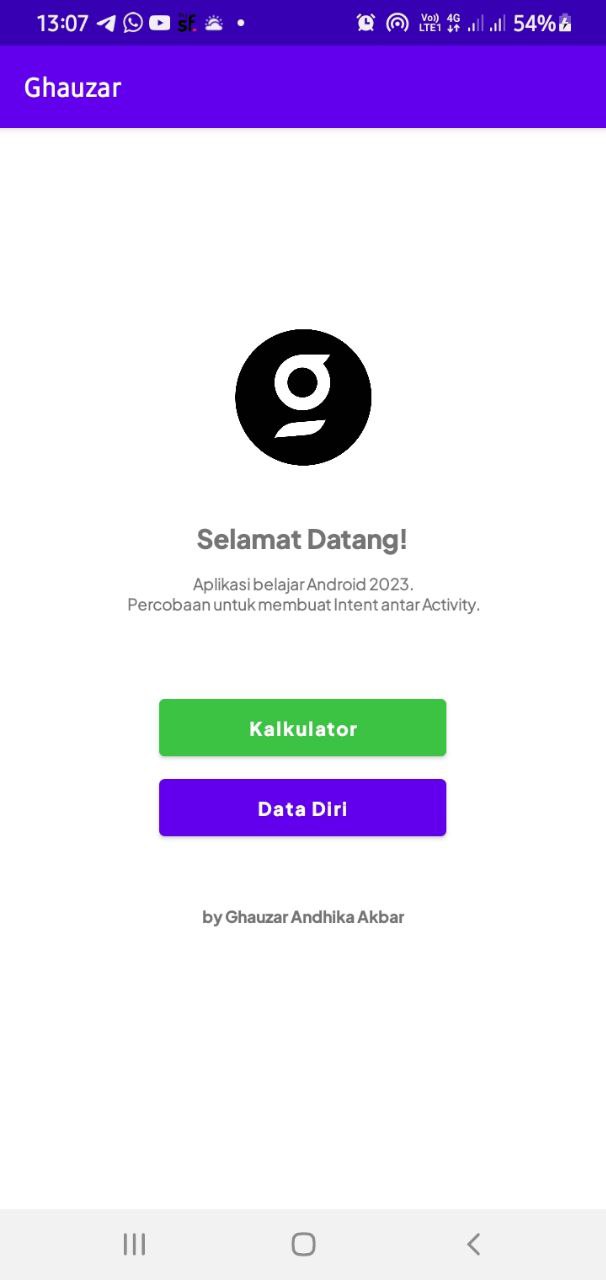 13:07
Vo)) 4G
LTE1
54%
Ghauzar
g
Selamat Datang!
Aplikasi belajar Android 2023.
Percobaan untuk membuat Intent antar Activity.
Kalkulator
Data Diri
by Ghauzar Andhika Akbar